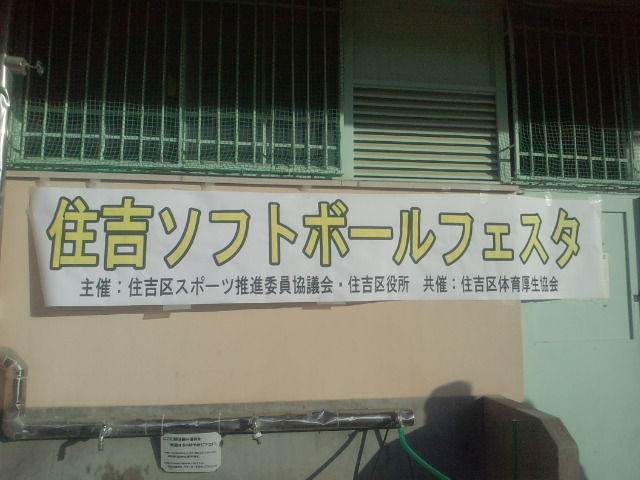 住吉ソフトボールフェスタ
主催：住吉区スポーツ推進委員協議会・住吉区役所　共催：住吉区体育厚生協会